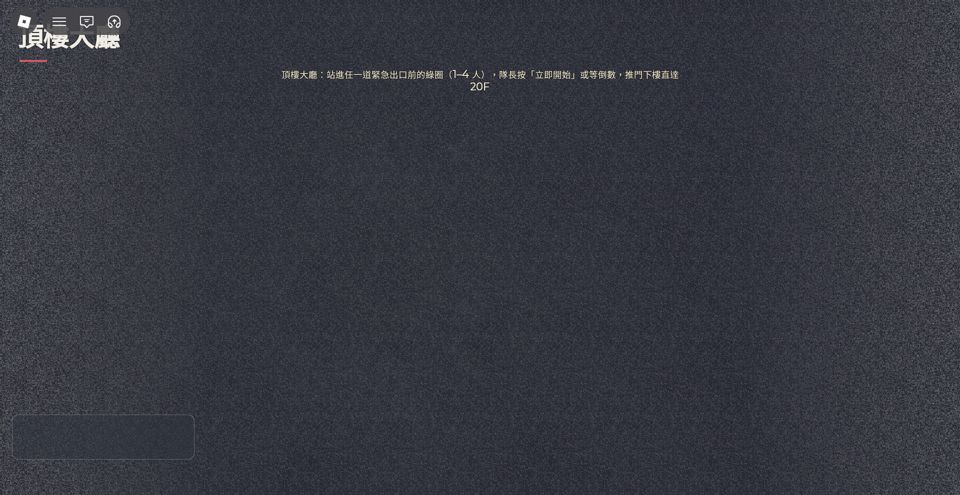 頂樓大廳
頂樓大廳：站進任一道緊急出口前的綠圈（1–4 人），隊長按「立即開始」或等倒數，推門下樓直達
20F